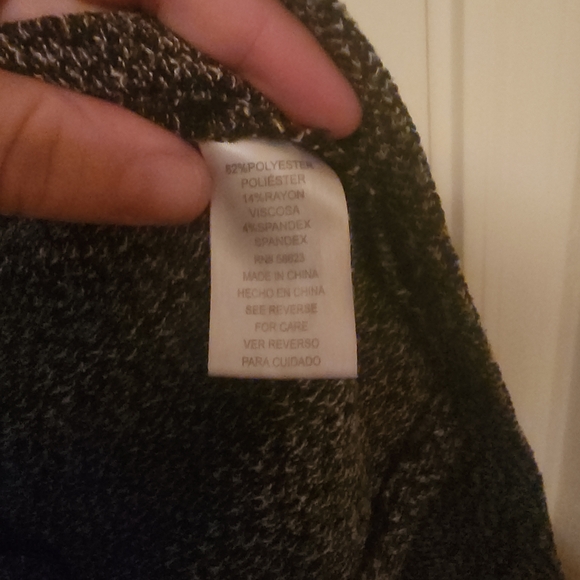 82%POLYESTER
POLIÉSTER
14%RAYON
VISCOSA
4%SPANDEX
SPANDEX
RN# 58623
MADE IN CHINA
HECHO EN CHINA
SEE REVERSE
FOR CARE
VER REVERSO
PARA CUIDADO